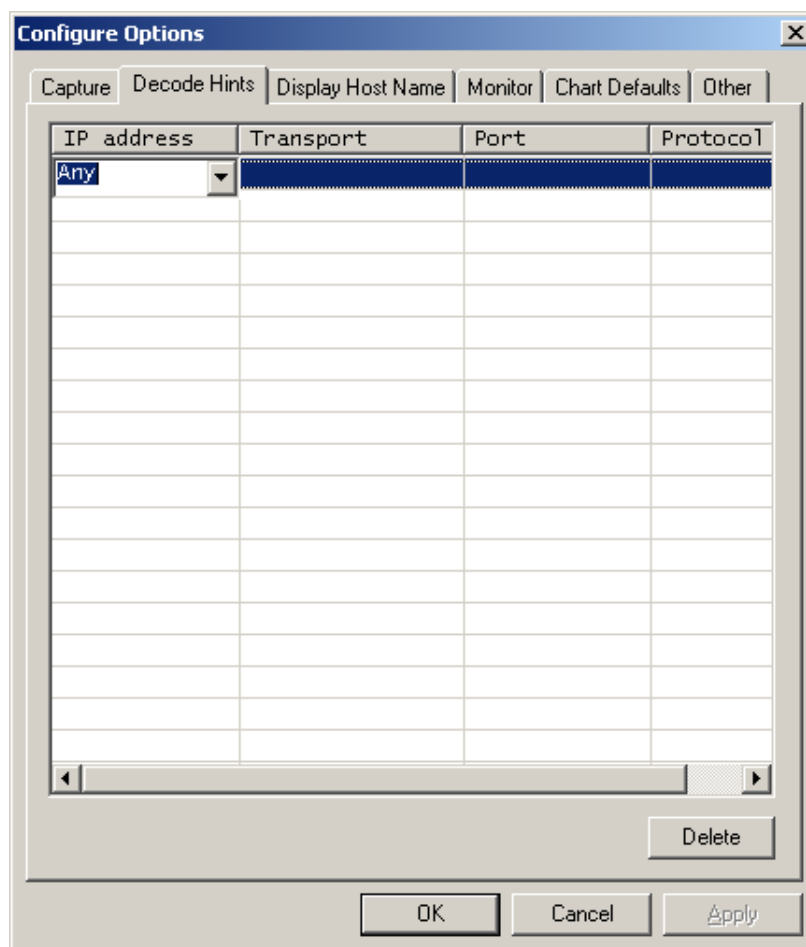 Configure Options
Capture Decode Hints Display Host Name Monitor Chart Defaults Other
IP address Transport Port Protocol
Any
Delete
OK Cancel Apply